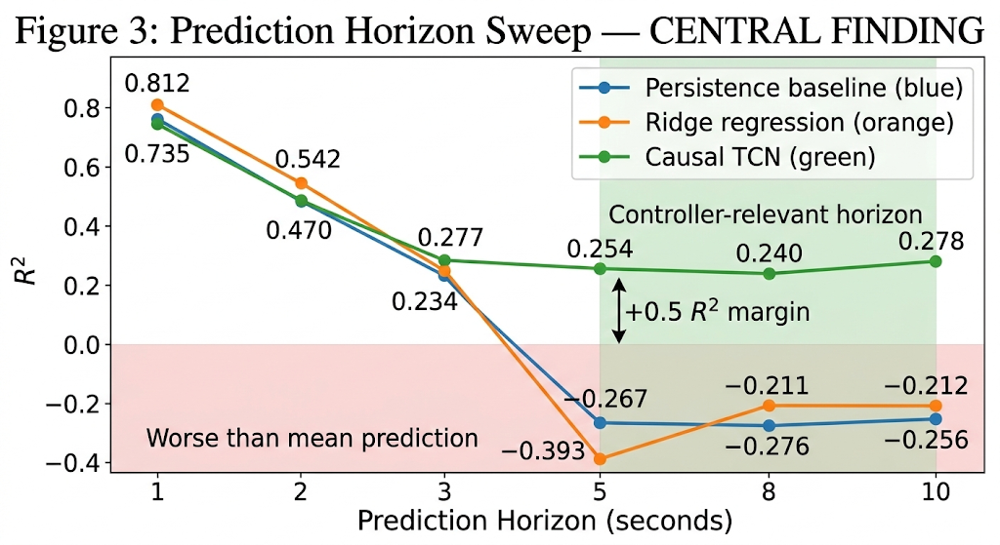 Figure 3: Prediction Horizon Sweep — CENTRAL FINDING
Persistence baseline (blue)
Ridge regression (orange)
Causal TCN (green)
0.812
0.735
0.542
0.470
0.277
0.234
Controller-relevant horizon
0.254
0.240
0.278
+0.5 R² margin
−0.267
−0.393
−0.211
−0.276
−0.212
−0.256
Worse than mean prediction
R²
0.8
0.6
0.4
0.2
0.0
−0.2
−0.4
1 2 3 5 8 10
Prediction Horizon (seconds)